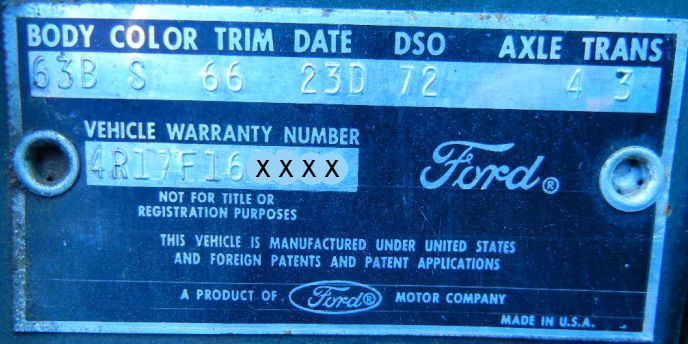 BODY COLOR TRIM DATE DSO AXLE TRANS
63B S 66 23D 72 4 3
VEHICLE WARRANTY NUMBER
4R17F16 X X X X
Ford®
NOT FOR TITLE OR
REGISTRATION PURPOSES
THIS VEHICLE IS MANUFACTURED UNDER UNITED STATES
AND FOREIGN PATENTS AND PATENT APPLICATIONS
A PRODUCT OF Ford® MOTOR COMPANY
MADE IN U.S.A.